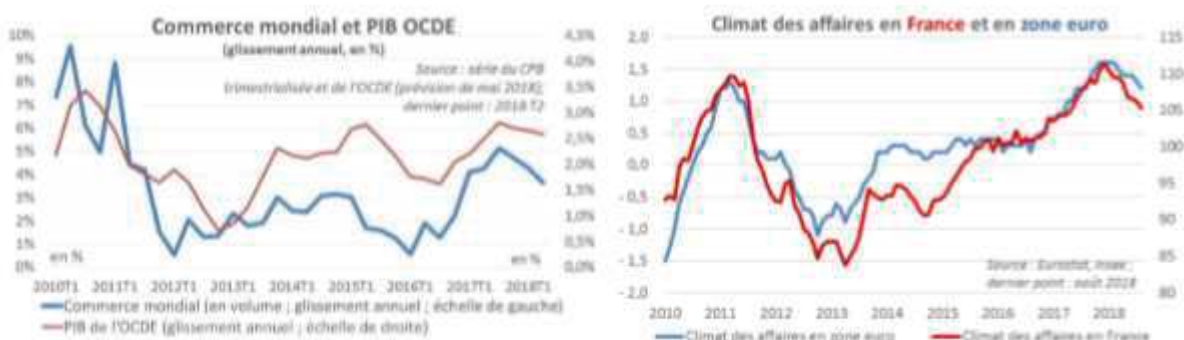 Commerce mondial et PIB OCDE
(glissement annuel, en %)
Source : série du CPB
trimestrialisée et de l'OCDE (prévision de mai 2018);
dernier point : 2018 T2
10%
9%
8%
7%
6%
5%
4%
3%
2%
1%
0%
4,5%
4,0%
3,5%
3,0%
2,5%
2,0%
1,5%
1,0%
0,5%
0,0%
en %
en %
2010T1 2011T1 2012T1 2013T1 2014T1 2015T1 2016T1 2017T1 2018T1
Commerce mondial (en volume ; glissement annuel ; échelle de gauche)
PIB de l'OCDE (glissement annuel ; échelle de droite)
Climat des affaires en France et en zone euro
2,0
1,5
1,0
0,5
0,0
- 0,5
- 1,0
- 1,5
- 2,0
115
110
105
100
95
90
85
80
Source : Eurostat, Insee ;
dernier point : août 2018
2010 2011 2012 2013 2014 2015 2016 2017 2018
Climat des affaires en zone euro Climat des affaires en France